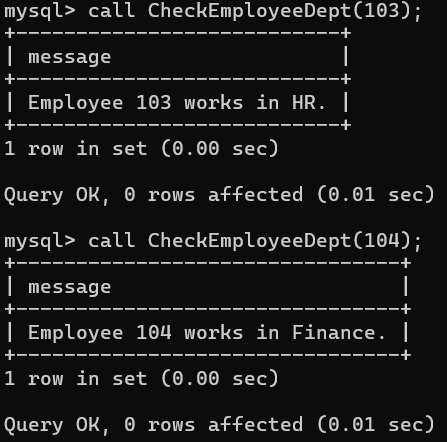 mysql> call CheckEmployeeDept(103);
+---------------------------+
| message                   |
+---------------------------+
| Employee 103 works in HR. |
+---------------------------+
1 row in set (0.00 sec)

Query OK, 0 rows affected (0.01 sec)

mysql> call CheckEmployeeDept(104);
+--------------------------------+
| message                        |
+--------------------------------+
| Employee 104 works in Finance. |
+--------------------------------+
1 row in set (0.00 sec)

Query OK, 0 rows affected (0.01 sec)